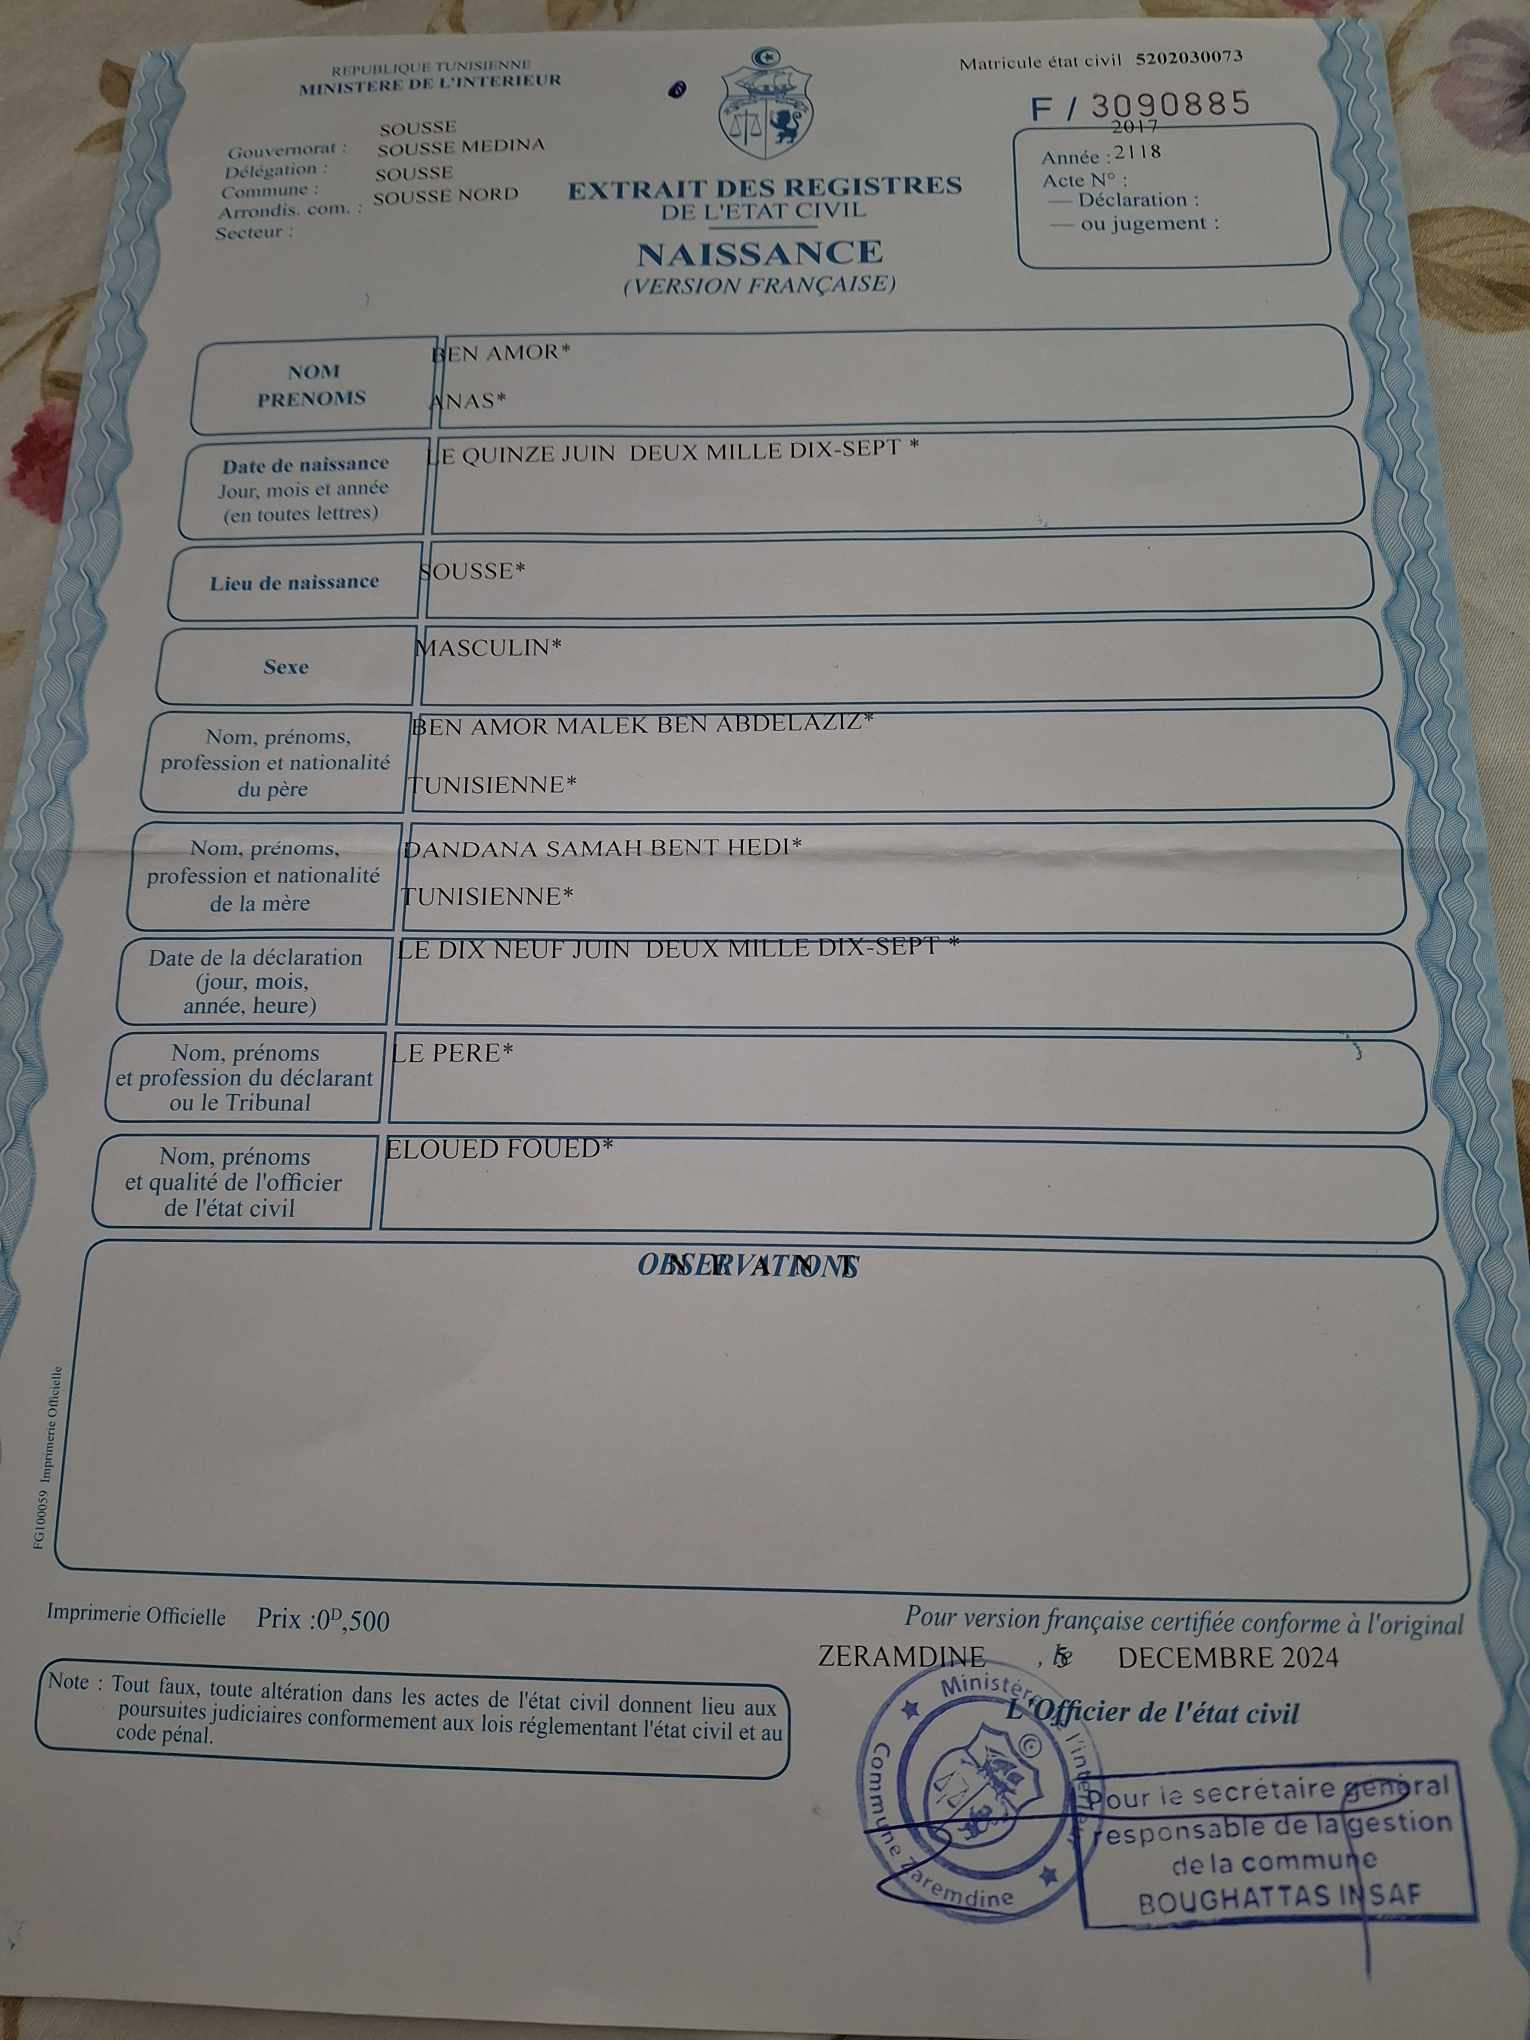 REPUBLIQUE TUNISIENNE
MINISTERE DE L'INTERIEUR
Matricule état civil 5202030073
F / 3090885
SOUSSE
Gouvernorat : SOUSSE MEDINA
Délégation : SOUSSE
Commune : SOUSSE NORD
Arrondis. com. :
Secteur :
EXTRAIT DES REGISTRES
DE L'ETAT CIVIL
NAISSANCE
(VERSION FRANÇAISE)
2017
Année : 2118
Acte N° :
— Déclaration :
— ou jugement :
NOM
PRENOMS
BEN AMOR*
ANAS*
Date de naissance
Jour, mois et année
(en toutes lettres)
LE QUINZE JUIN DEUX MILLE DIX-SEPT *
Lieu de naissance
SOUSSE*
Sexe
MASCULIN*
Nom, prénoms,
profession et nationalité
du père
BEN AMOR MALEK BEN ABDELAZIZ*
TUNISIENNE*
Nom, prénoms,
profession et nationalité
de la mère
DANDANA SAMAH BENT HEDI*
TUNISIENNE*
Date de la déclaration
(jour, mois,
année, heure)
LE DIX NEUF JUIN DEUX MILLE DIX-SEPT *
Nom, prénoms
et profession du déclarant
ou le Tribunal
LE PERE*
Nom, prénoms
et qualité de l'officier
de l'état civil
ELOUED FOUED*
OBSERVATIONS
FG100059 Imprimerie Officielle
Imprimerie Officielle Prix :0D,500
Pour version française certifiée conforme à l'original
ZERAMDINE , DECEMBRE 2024
L'Officier de l'état civil
Note : Tout faux, toute altération dans les actes de l'état civil donnent lieu aux
poursuites judiciaires conformement aux lois réglementant l'état civil et au
code pénal.
Ministère de l'interieur
Commune Zaremdine
Pour le secrétaire général
responsable de la gestion
de la commune
BOUGHATTAS INSAF